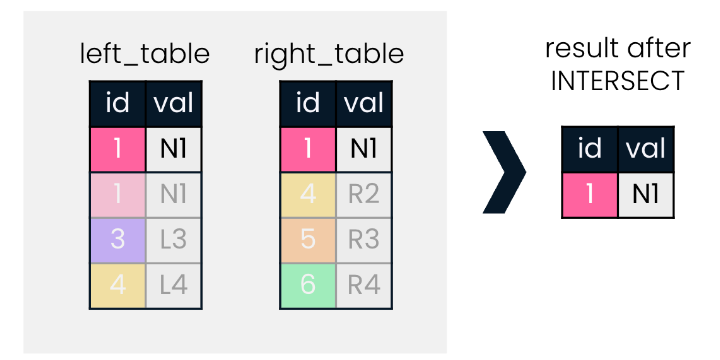 left_table right_table
id val id val
1 N1 1 N1
1 N1 4 R2
3 L3 5 R3
4 L4 6 R4
result after
INTERSECT
id val
1 N1